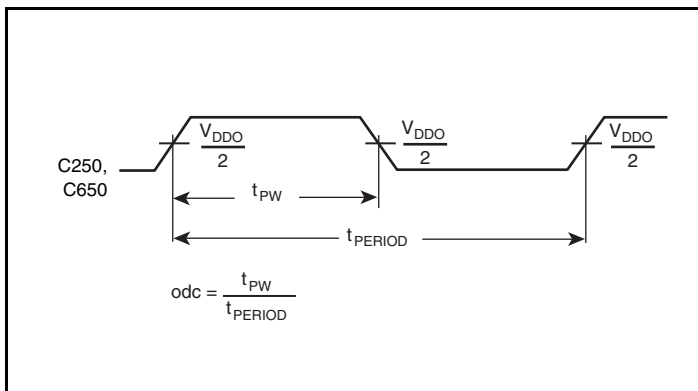 V_DDO/2
V_DDO/2
V_DDO/2
C250,
C650
t_PW
t_PERIOD
odc = t_PW/t_PERIOD